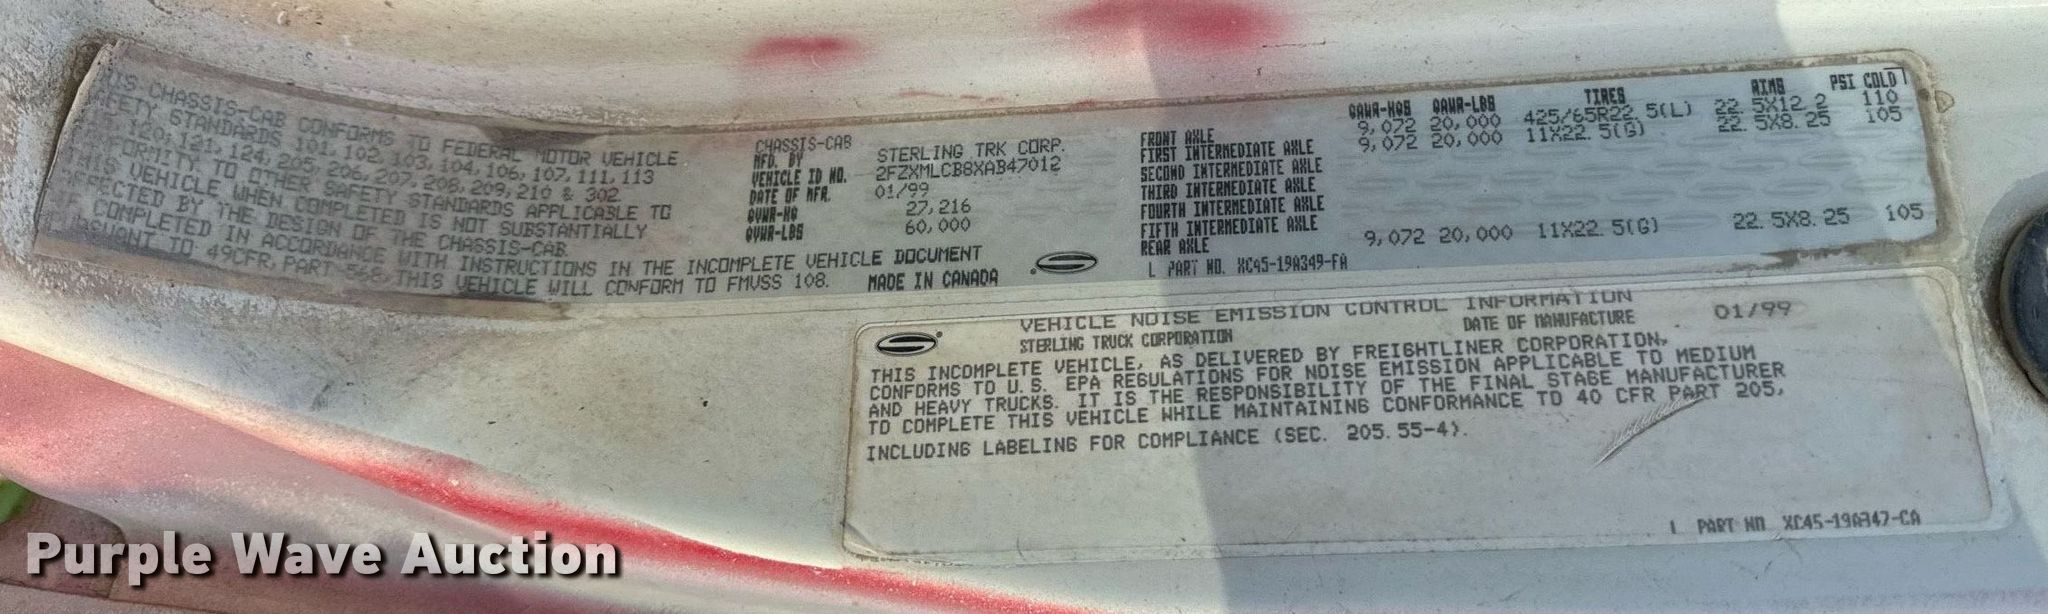 CHASSIS-CAB CONFORMS TO FEDERAL MOTOR VEHICLE
SAFETY STANDARDS 101, 102, 103, 104, 106, 107, 111, 113
120, 121, 124, 205, 206, 207, 208, 209, 210 & 302.
CONFORMITY TO OTHER SAFETY STANDARDS APPLICABLE TO
THIS VEHICLE WHEN COMPLETED IS NOT SUBSTANTIALLY
AFFECTED BY THE DESIGN OF THE CHASSIS-CAB.
COMPLETED IN ACCORDANCE WITH INSTRUCTIONS IN THE INCOMPLETE VEHICLE DOCUMENT
PURSUANT TO 49CFR, PART 568, THIS VEHICLE WILL CONFORM TO FMVSS 108. MADE IN CANADA
CHASSIS-CAB
MFD. BY STERLING TRK CORP.
VEHICLE ID NO. 2FZXMLCB8XAB47012
DATE OF MFR. 01/99
GVWR-KG 27,216
GVWR-LBS 60,000
GAWR-KGS GAWR-LBS TIRES RIMS PSI COLD
FRONT AXLE 9,072 20,000 425/65R22.5(L) 22.5X12.2 110
FIRST INTERMEDIATE AXLE 9,072 20,000 11X22.5(G) 22.5X8.25 105
SECOND INTERMEDIATE AXLE
THIRD INTERMEDIATE AXLE
FOURTH INTERMEDIATE AXLE
FIFTH INTERMEDIATE AXLE
REAR AXLE 9,072 20,000 11X22.5(G) 22.5X8.25 105
PART NO. XC45-19A349-FA
VEHICLE NOISE EMISSION CONTROL INFORMATION
STERLING TRUCK CORPORATION DATE OF MANUFACTURE 01/99
THIS INCOMPLETE VEHICLE, AS DELIVERED BY FREIGHTLINER CORPORATION,
CONFORMS TO U.S. EPA REGULATIONS FOR NOISE EMISSION APPLICABLE TO MEDIUM
AND HEAVY TRUCKS. IT IS THE RESPONSIBILITY OF THE FINAL STAGE MANUFACTURER
TO COMPLETE THIS VEHICLE WHILE MAINTAINING CONFORMANCE TO 40 CFR PART 205,
INCLUDING LABELING FOR COMPLIANCE (SEC. 205.55-4).
PART NO XC45-19A347-CA
Purple Wave Auction